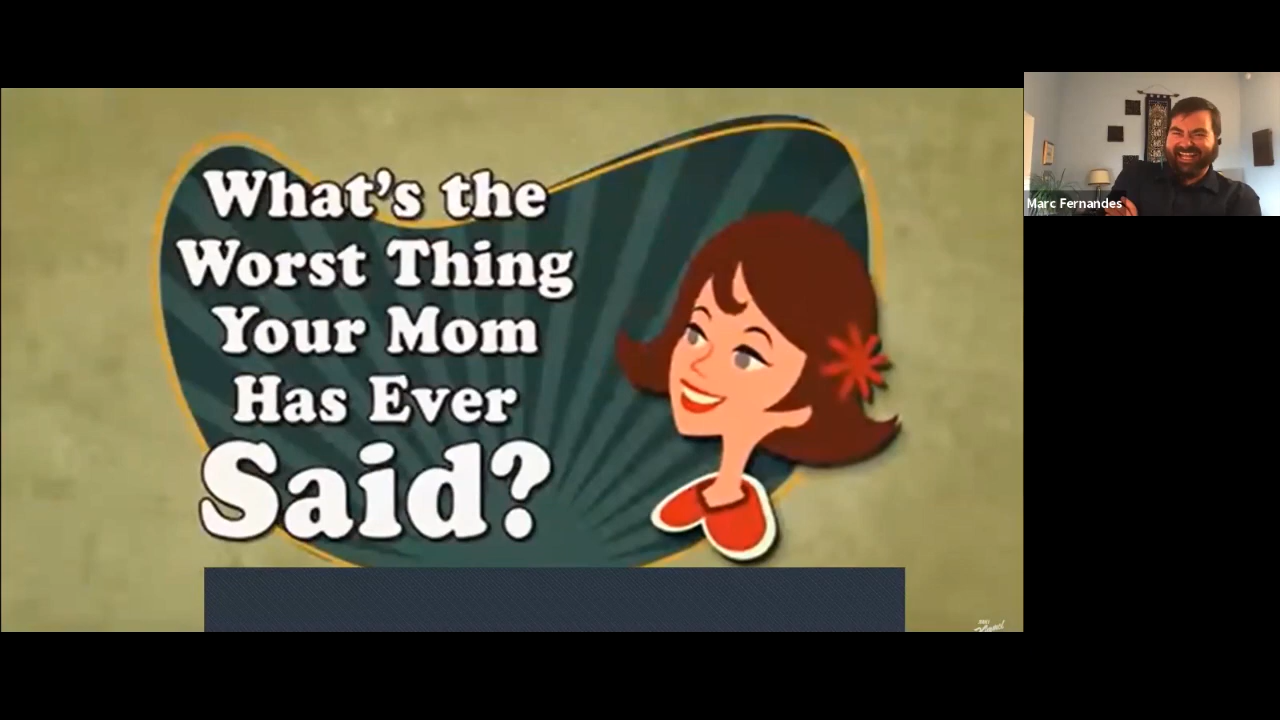 What's the
Worst Thing
Your Mom
Has Ever
Said?
Marc Fernandes